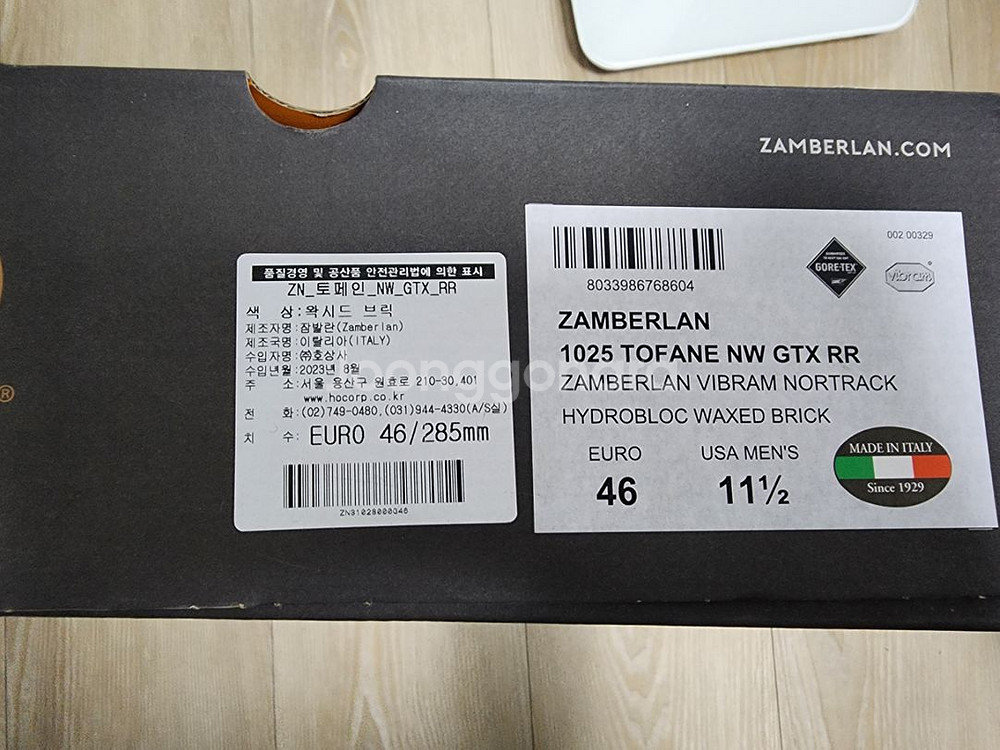 ZAMBERLAN.COM
품질경영 및 공산품 안전관리법에 의한 표시
ZN_토페인_NW_GTX_RR
색 상:왁시드 브릭
제조자명:잠발란(Zamberlan)
제조국명:이탈리아(ITALY)
수입자명:㈜호상사
수입년월:2023년 8월
주 소:서울 용산구 원효로 210-30,401
www.hocorp.co.kr
전 화:(02)749-0480,(031)944-4330(A/S실)
치 수: EURO 46/285mm
ZN31028000G46
002 00329
8033986768604
GORE-TEX
vibram
ZAMBERLAN
1025 TOFANE NW GTX RR
ZAMBERLAN VIBRAM NORTRACK
HYDROBLOC WAXED BRICK
EURO USA MEN'S
46 11½
MADE IN ITALY
Since 1929
®